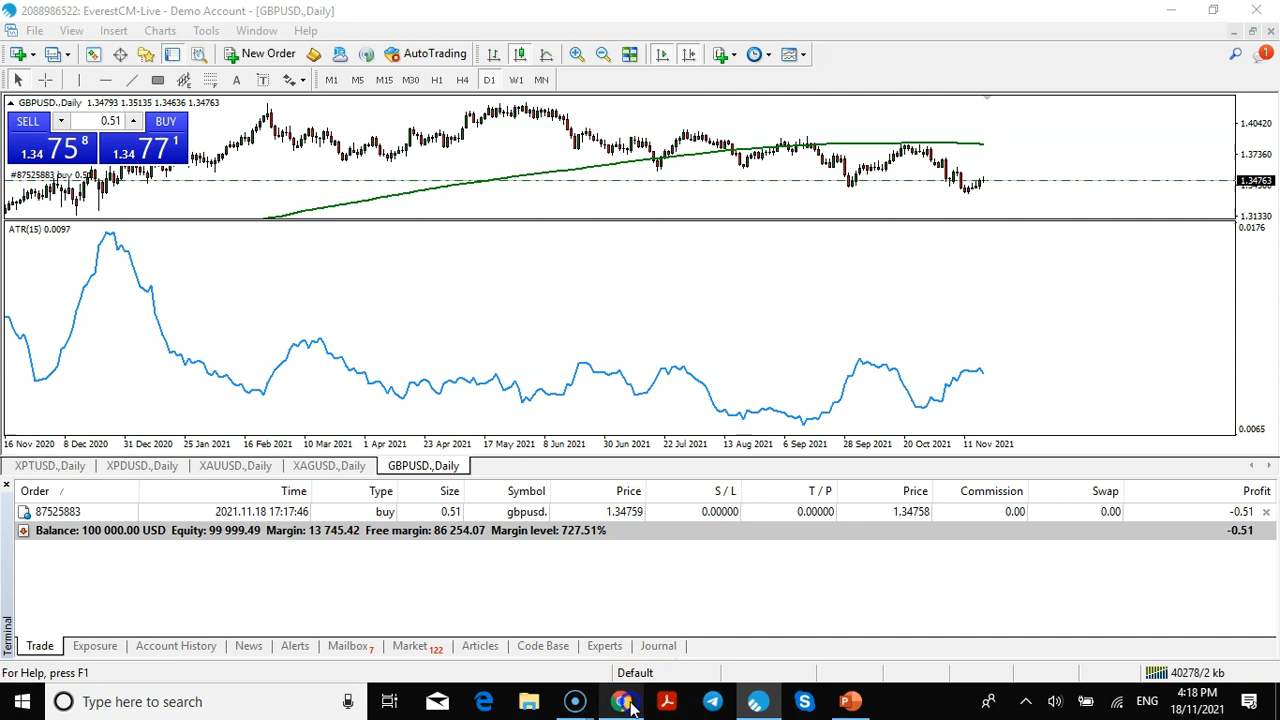 2088986522: EverestCM-Live - Demo Account - [GBPUSD.,Daily]
File View Insert Charts Tools Window Help
New Order AutoTrading 1
A T M1 M5 M15 M30 H1 H4 D1 W1 MN
GBPUSD.,Daily 1.34793 1.35135 1.34636 1.34763
SELL 0.51 BUY
1.34 75 8 1.34 77 1
#87525883 buy 0.5
1.40420
1.37360
1.34763
1.31330
ATR(15) 0.0097
0.0176
0.0065
16 Nov 2020 8 Dec 2020 31 Dec 2020 25 Jan 2021 16 Feb 2021 10 Mar 2021 1 Apr 2021 23 Apr 2021 17 May 2021 8 Jun 2021 30 Jun 2021 22 Jul 2021 13 Aug 2021 6 Sep 2021 28 Sep 2021 20 Oct 2021 11 Nov 2021
XPTUSD.,Daily XPDUSD.,Daily XAUUSD.,Daily XAGUSD.,Daily GBPUSD.,Daily
Order / Time Type Size Symbol Price S / L T / P Price Commission Swap Profit
87525883 2021.11.18 17:17:46 buy 0.51 gbpusd. 1.34759 0.00000 0.00000 1.34758 0.00 0.00 -0.51
Balance: 100 000.00 USD Equity: 99 999.49 Margin: 13 745.42 Free margin: 86 254.07 Margin level: 727.51% -0.51
Terminal
Trade Exposure Account History News Alerts Mailbox 7 Market 122 Articles Code Base Experts Journal
For Help, press F1 Default 40278/2 kb
Type here to search ENG 4:18 PM
18/11/2021